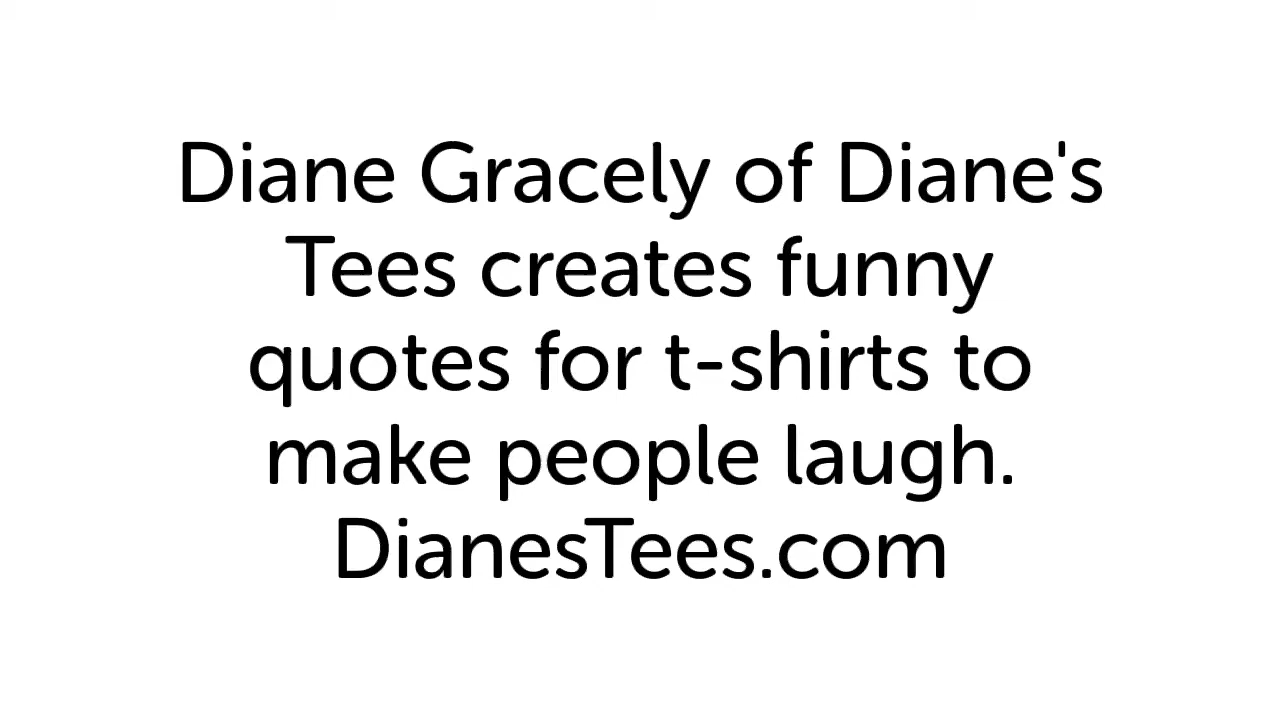 Diane Gracely of Diane's
Tees creates funny
quotes for t-shirts to
make people laugh.
DianesTees.com